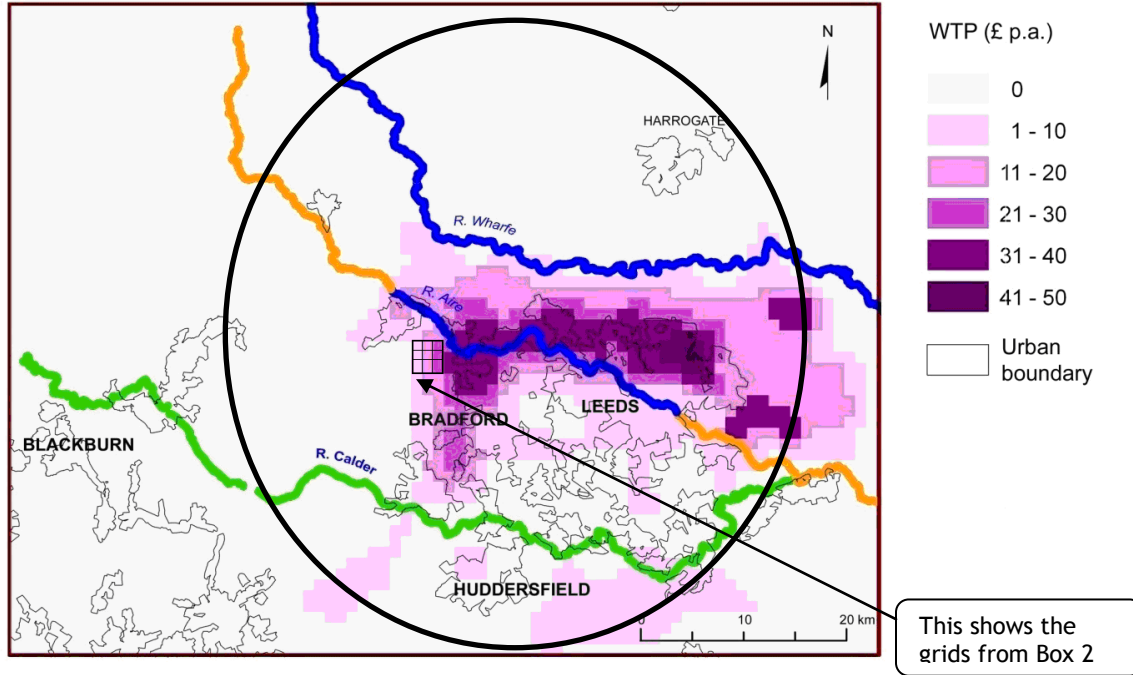 WTP (£ p.a.)
N
HARROGATE
0
1 - 10
11 - 20
21 - 30
31 - 40
41 - 50
Urban
boundary
R. Wharfe
R. Aire
BRADFORD
LEEDS
BLACKBURN
R. Calder
HUDDERSFIELD
0 10 20 km
This shows the
grids from Box 2